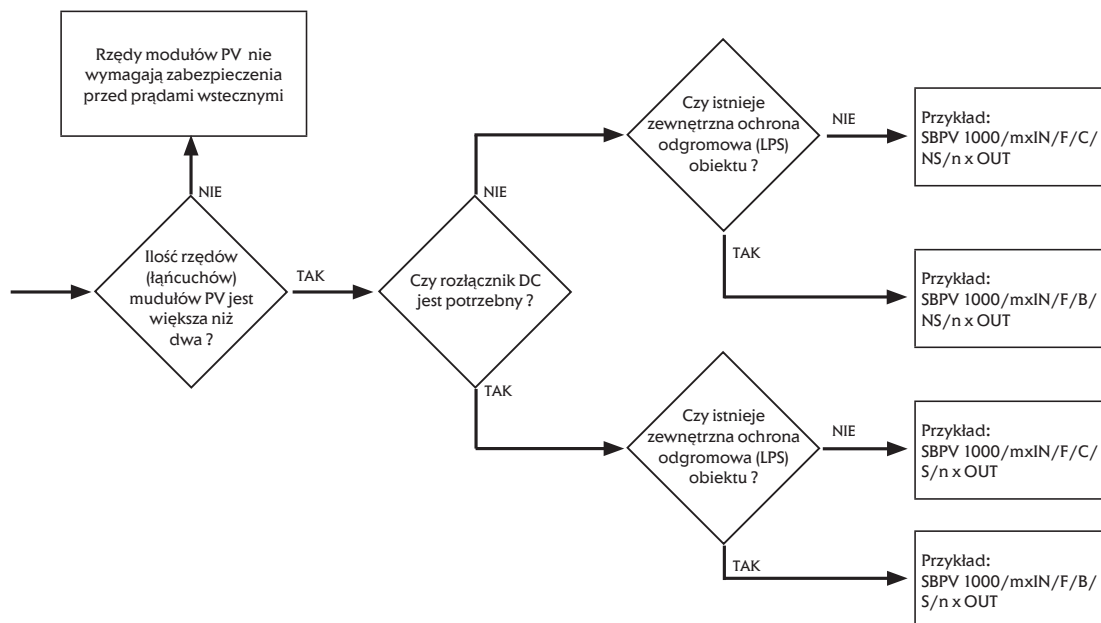 Rzędy modułów PV nie
wymagają zabezpieczenia
przed prądami wstecznymi
NIE
Ilość rzędów
(łąńcuchów)
mudułów PV jest
większa niż
dwa ?
TAK
Czy rozłącznik DC
jest potrzebny ?
NIE
TAK
Czy istnieje
zewnętrzna ochrona
odgromowa (LPS)
obiektu ?
NIE
Przykład:
SBPV 1000/mxIN/F/C/
NS/n x OUT
TAK
Przykład:
SBPV 1000/mxIN/F/B/
NS/n x OUT
Czy istnieje
zewnętrzna ochrona
odgromowa (LPS)
obiektu ?
NIE
Przykład:
SBPV 1000/mxIN/F/C/
S/n x OUT
TAK
Przykład:
SBPV 1000/mxIN/F/B/
S/n x OUT